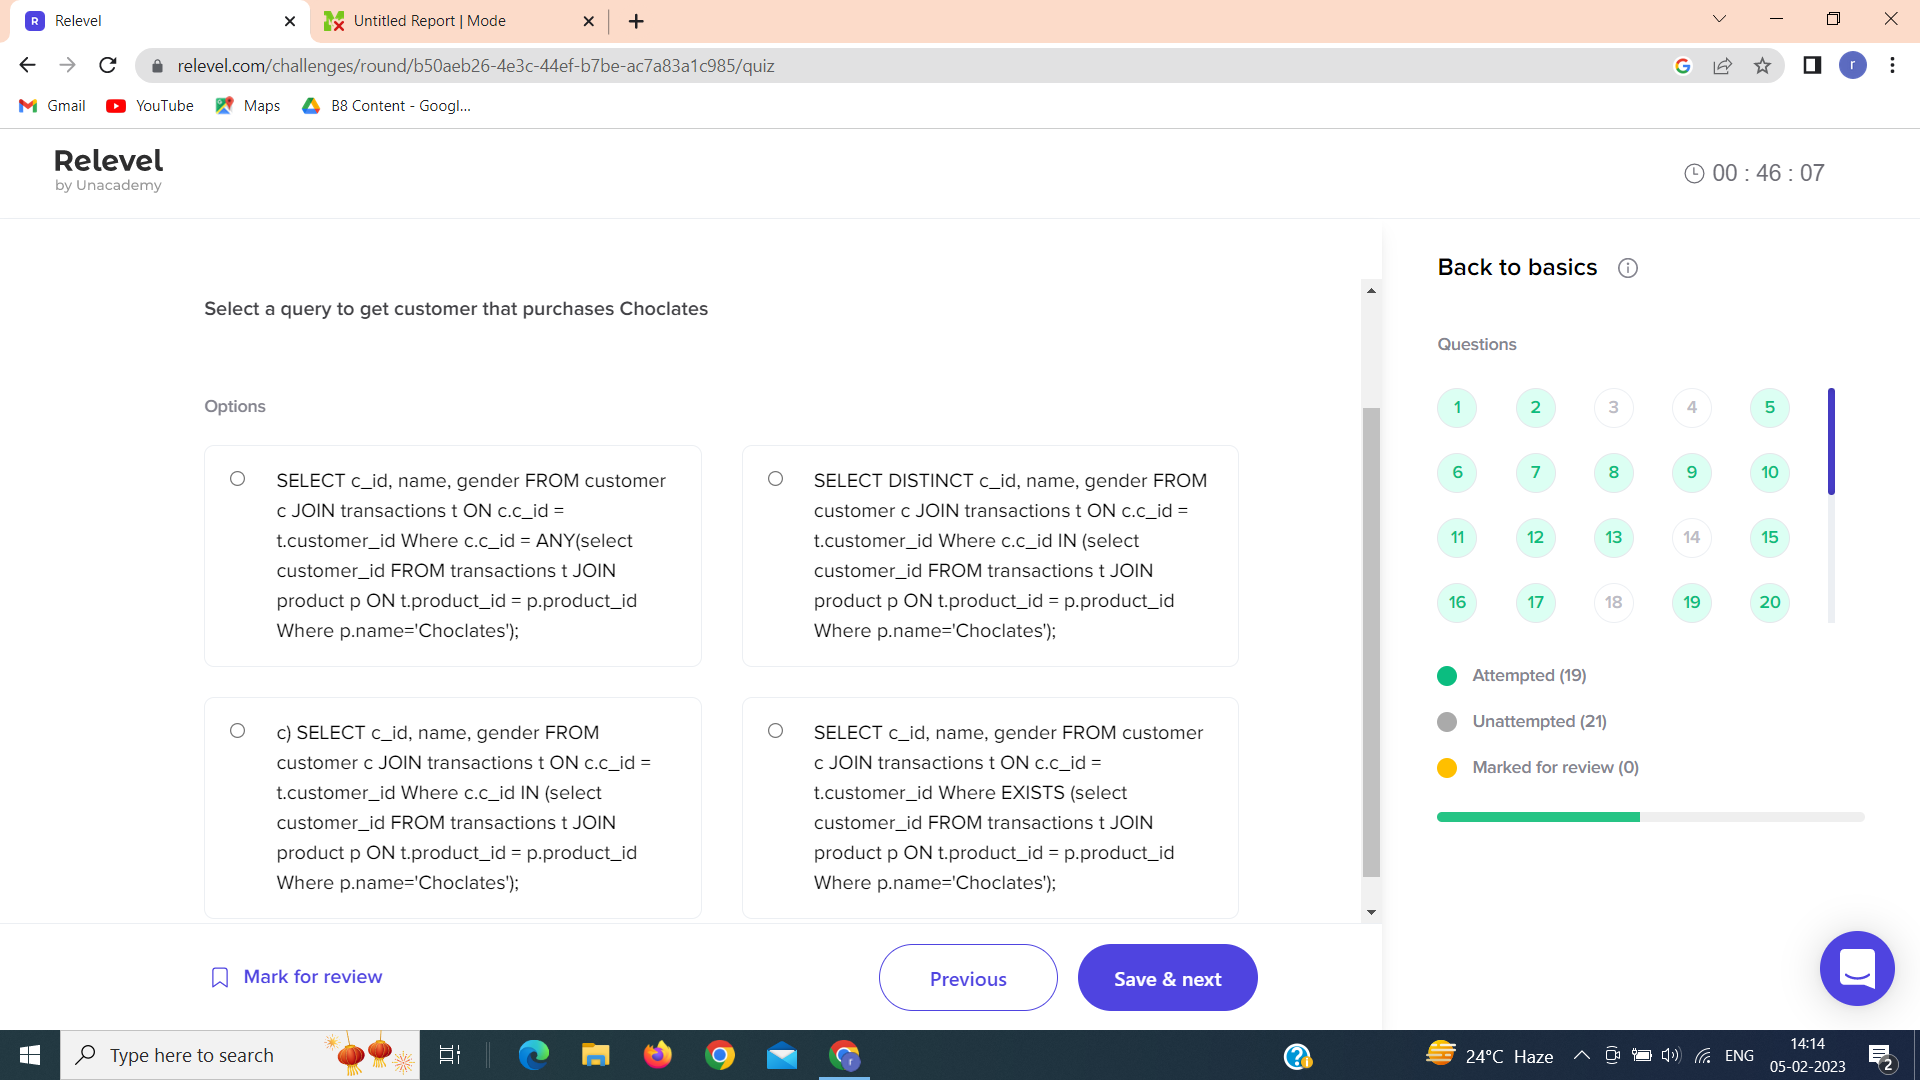 Relevel
Untitled Report | Mode
relevel.com/challenges/round/b50aeb26-4e3c-44ef-b7be-ac7a83a1c985/quiz
r
Gmail
YouTube
Maps
B8 Content - Googl...
Relevel
by Unacademy
00 : 46 : 07
Select a query to get customer that purchases Choclates
Options
SELECT c_id, name, gender FROM customer
c JOIN transactions t ON c.c_id =
t.customer_id Where c.c_id = ANY(select
customer_id FROM transactions t JOIN
product p ON t.product_id = p.product_id
Where p.name='Choclates');
SELECT DISTINCT c_id, name, gender FROM
customer c JOIN transactions t ON c.c_id =
t.customer_id Where c.c_id IN (select
customer_id FROM transactions t JOIN
product p ON t.product_id = p.product_id
Where p.name='Choclates');
c) SELECT c_id, name, gender FROM
customer c JOIN transactions t ON c.c_id =
t.customer_id Where c.c_id IN (select
customer_id FROM transactions t JOIN
product p ON t.product_id = p.product_id
Where p.name='Choclates');
SELECT c_id, name, gender FROM customer
c JOIN transactions t ON c.c_id =
t.customer_id Where EXISTS (select
customer_id FROM transactions t JOIN
product p ON t.product_id = p.product_id
Where p.name='Choclates');
Mark for review
Previous
Save & next
Back to basics
Questions
1 2 3 4 5
6 7 8 9 10
11 12 13 14 15
16 17 18 19 20
Attempted (19)
Unattempted (21)
Marked for review (0)
Type here to search
24°C Haze
ENG
14:14
05-02-2023
2